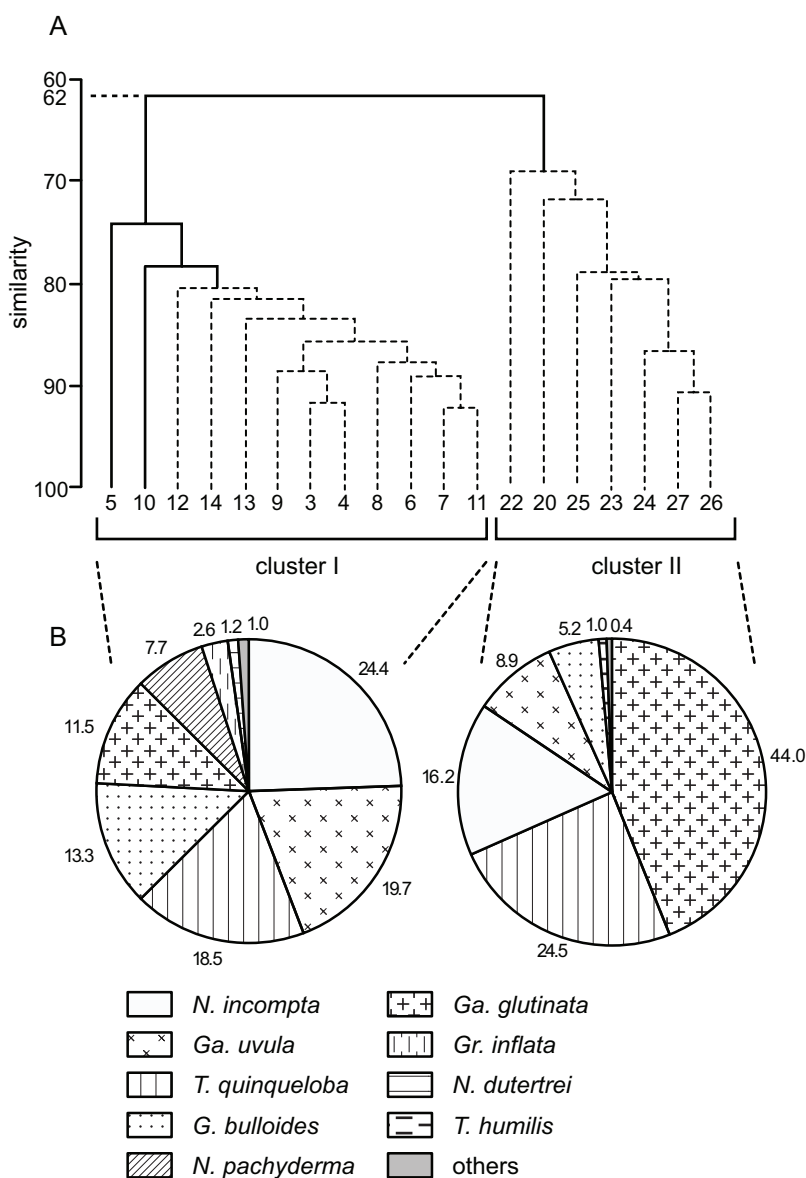 A
60
62
70
80
90
100
similarity
5 10 12 14 13 9 3 4 8 6 7 11 22 20 25 23 24 27 26
cluster I cluster II
B
7.7 2.6 1.2 1.0 24.4 19.7 18.5 13.3 11.5
8.9 5.2 1.0 0.4 44.0 24.5 16.2
N. incompta Ga. glutinata
Ga. uvula Gr. inflata
T. quinqueloba N. dutertrei
G. bulloides T. humilis
N. pachyderma others